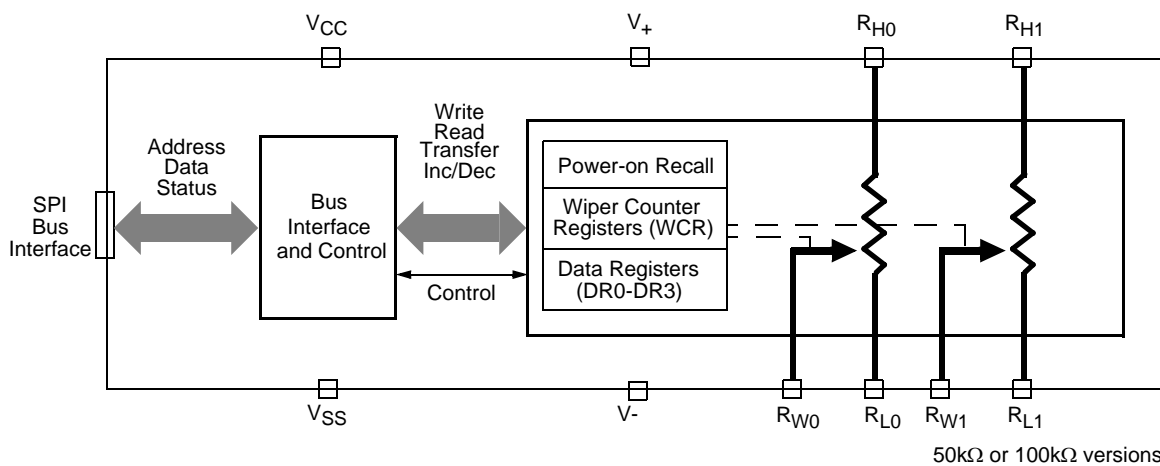 VCC
V+
RH0
RH1
Address
Data
Status
Write
Read
Transfer
Inc/Dec
SPI
Bus
Interface
Bus
Interface
and Control
Control
Power-on Recall
Wiper Counter
Registers (WCR)
Data Registers
(DR0-DR3)
VSS
V-
RW0
RL0
RW1
RL1
50kΩ or 100kΩ versions